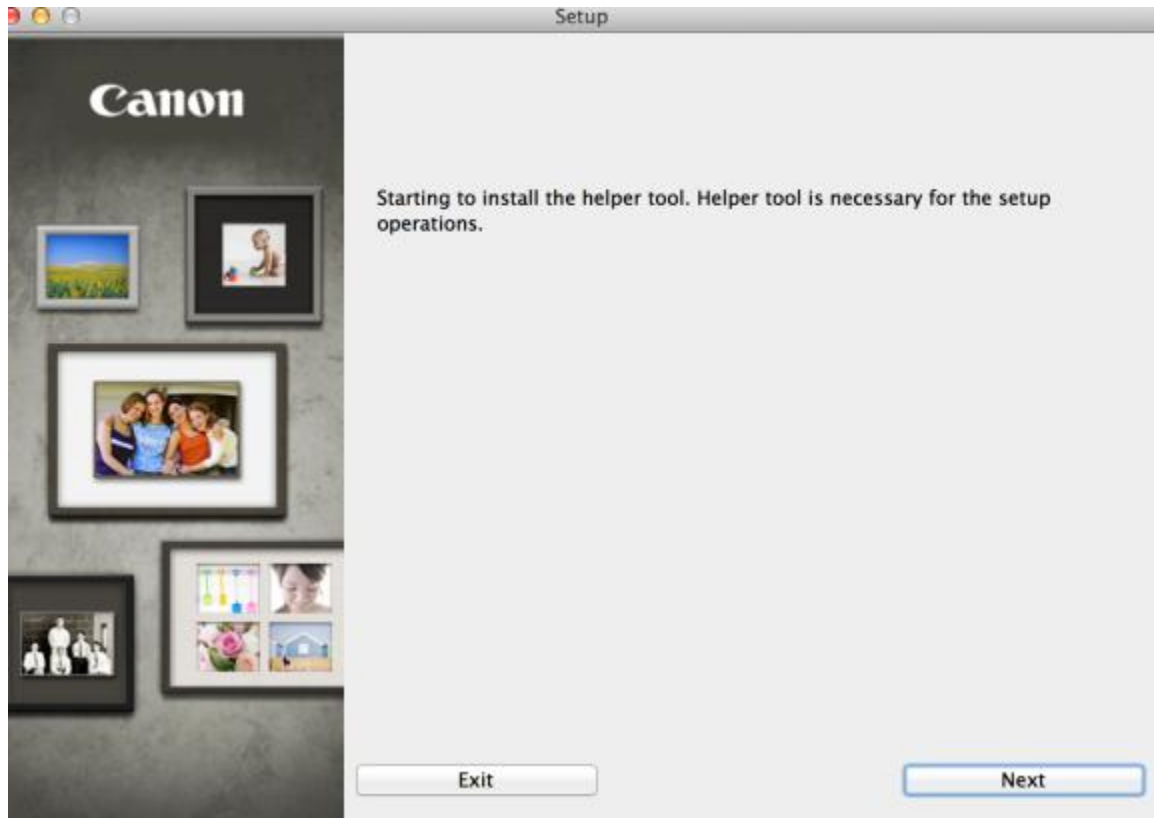 Setup
Canon
Starting to install the helper tool. Helper tool is necessary for the setup
operations.
Exit
Next